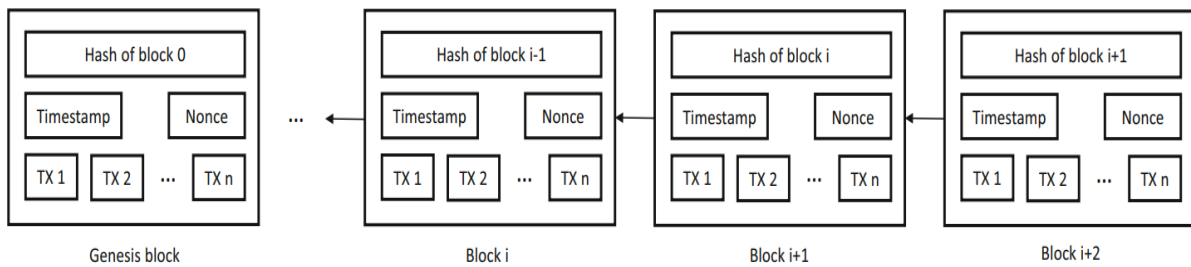 Hash of block 0 Hash of block i-1 Hash of block i Hash of block i+1
Timestamp Nonce ... Timestamp Nonce Timestamp Nonce Timestamp Nonce
TX 1 TX 2 ... TX n TX 1 TX 2 ... TX n TX 1 TX 2 ... TX n TX 1 TX 2 ... TX n
Genesis block Block i Block i+1 Block i+2